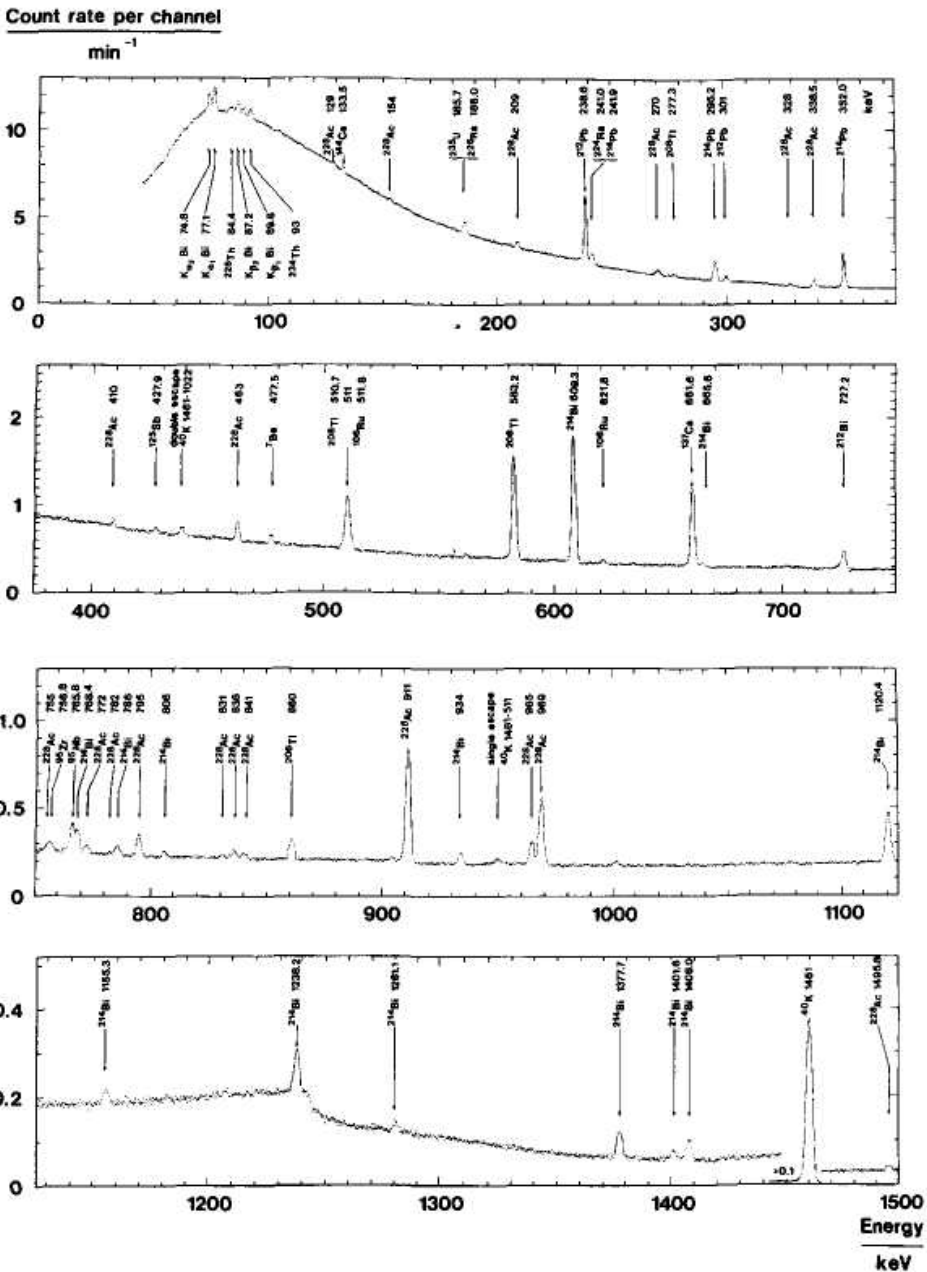 Count rate per channel
min⁻¹
²²⁸Ac 129
¹⁴⁴Ce 133.5
²²⁸Ac 154
²³⁵U 185.7
²²⁶Ra 186.0
²²⁸Ac 209
²¹²Pb 238.6
²²⁴Ra 241.0
²¹⁴Pb 241.9
²²⁸Ac 270
²⁰⁸Tl 277.3
²¹⁴Pb 295.2
²¹²Pb 301
²²⁸Ac 328
²²⁸Ac 338.5
²¹⁴Pb 352.0
keV
10
5
0
Kα₂ Bi 74.8
Kα₁ Bi 77.1
²²⁸Th 84.4
Kβ₂ Bi 87.2
Kβ₁ Bi 89.6
²³⁴Th 93
0 100 200 300
²²⁸Ac 410
¹²⁵Sb 427.9
double escape
⁴⁰K 1461-1022
²²⁸Ac 463
⁷Be 477.5
²⁰⁸Tl 510.7
511
¹⁰⁶Ru 511.8
²⁰⁸Tl 583.2
²¹⁴Bi 609.3
¹⁰⁶Ru 621.8
¹³⁷Cs 661.6
²¹⁴Bi 665.6
²¹²Bi 727.2
2
1
0
400 500 600 700
²²⁸Ac 755
⁹⁵Zr 756.8
⁹⁵Nb 765.8
²¹⁴Bi 768.4
²²⁸Ac 772
²²⁸Ac 782
²¹⁴Bi 786
²²⁸Ac 795
²¹⁴Bi 806
²²⁸Ac 831
²²⁸Ac 836
²²⁸Ac 841
²⁰⁸Tl 860
²²⁸Ac 911
²¹⁴Bi 934
single escape
⁴⁰K 1461-511
²²⁸Ac 965
²²⁸Ac 969
²¹⁴Bi 1120.4
1.0
0.5
0
800 900 1000 1100
²¹⁴Bi 1155.3
²¹⁴Bi 1238.2
²¹⁴Bi 1281.1
²¹⁴Bi 1377.7
²¹⁴Bi 1401.6
²¹⁴Bi 1408.0
⁴⁰K 1461
²²⁸Ac 1495.8
0.4
0.2
0
×0.1
1200 1300 1400 1500
Energy
keV